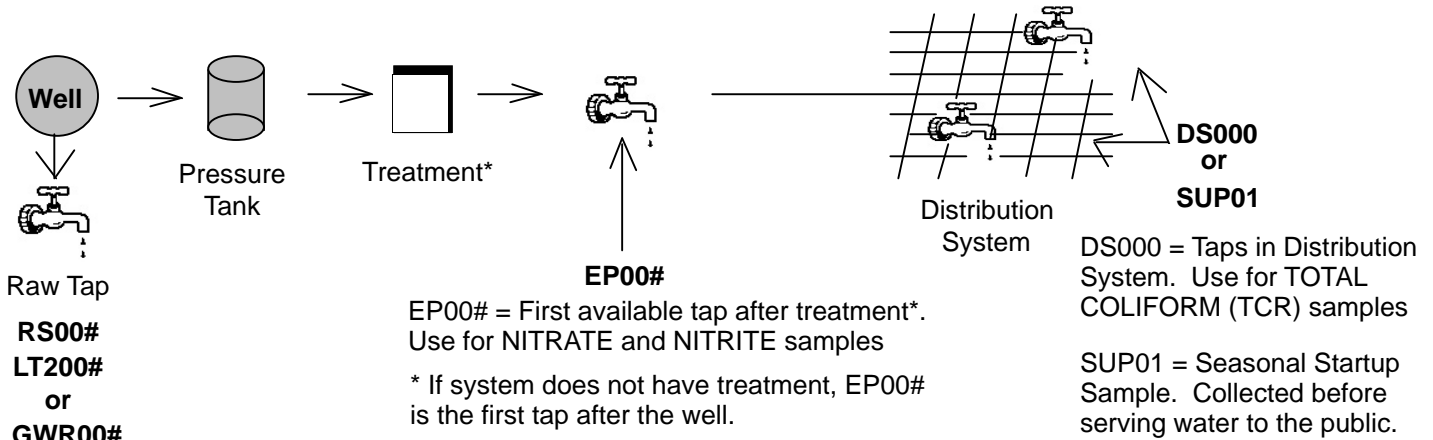 Well
Pressure
Tank
Treatment*
Raw Tap
RS00#
LT200#
or
GWR00#
EP00#
EP00# = First available tap after treatment*.
Use for NITRATE and NITRITE samples
* If system does not have treatment, EP00#
is the first tap after the well.
Distribution
System
DS000
or
SUP01
DS000 = Taps in Distribution
System. Use for TOTAL
COLIFORM (TCR) samples
SUP01 = Seasonal Startup
Sample. Collected before
serving water to the public.